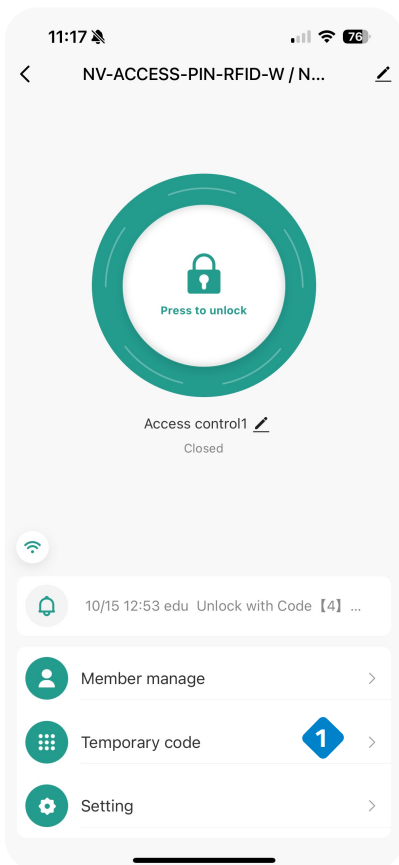 11:17
76
NV-ACCESS-PIN-RFID-W / N...
Press to unlock
Access control1
Closed
10/15 12:53 edu Unlock with Code【4】...
Member manage
Temporary code
1
Setting